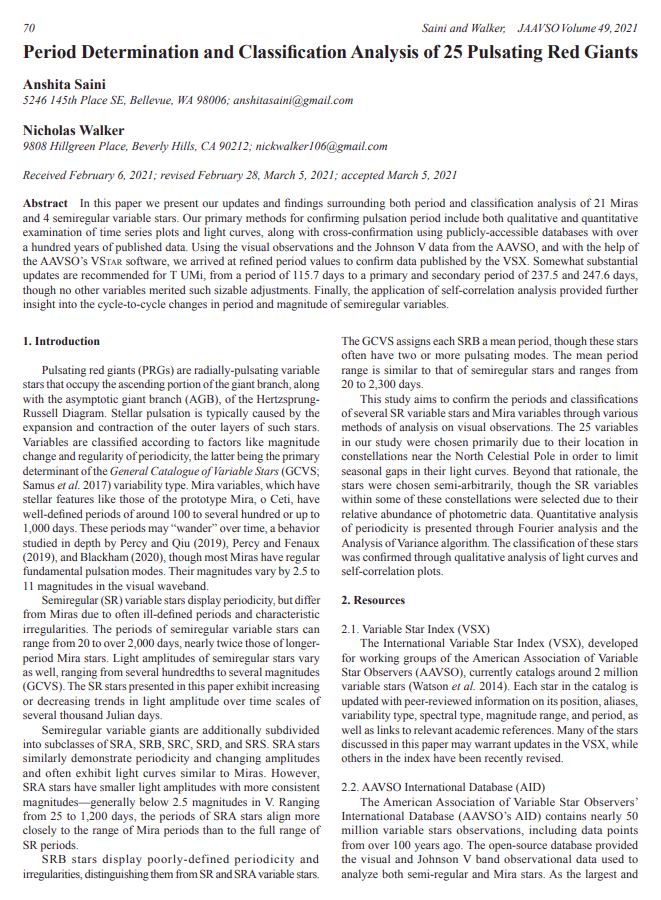 70
Saini and Walker, JAAVSO Volume 49, 2021
Period Determination and Classification Analysis of 25 Pulsating Red Giants
Anshita Saini
5246 145th Place SE, Bellevue, WA 98006; anshitasaini@gmail.com
Nicholas Walker
9808 Hillgreen Place, Beverly Hills, CA 90212; nickwalker106@gmail.com
Received February 6, 2021; revised February 28, March 5, 2021; accepted March 5, 2021
Abstract In this paper we present our updates and findings surrounding both period and classification analysis of 21 Miras
and 4 semiregular variable stars. Our primary methods for confirming pulsation period include both qualitative and quantitative
examination of time series plots and light curves, along with cross-confirmation using publicly-accessible databases with over
a hundred years of published data. Using the visual observations and the Johnson V data from the AAVSO, and with the help of
the AAVSO's VSTAR software, we arrived at refined period values to confirm data published by the VSX. Somewhat substantial
updates are recommended for T UMi, from a period of 115.7 days to a primary and secondary period of 237.5 and 247.6 days,
though no other variables merited such sizable adjustments. Finally, the application of self-correlation analysis provided further
insight into the cycle-to-cycle changes in period and magnitude of semiregular variables.
1. Introduction
Pulsating red giants (PRGs) are radially-pulsating variable
stars that occupy the ascending portion of the giant branch, along
with the asymptotic giant branch (AGB), of the Hertzsprung-
Russell Diagram. Stellar pulsation is typically caused by the
expansion and contraction of the outer layers of such stars.
Variables are classified according to factors like magnitude
change and regularity of periodicity, the latter being the primary
determinant of the General Catalogue of Variable Stars (GCVS;
Samus et al. 2017) variability type. Mira variables, which have
stellar features like those of the prototype Mira, o Ceti, have
well-defined periods of around 100 to several hundred or up to
1,000 days. These periods may "wander" over time, a behavior
studied in depth by Percy and Qiu (2019), Percy and Fenaux
(2019), and Blackham (2020), though most Miras have regular
fundamental pulsation modes. Their magnitudes vary by 2.5 to
11 magnitudes in the visual waveband.
Semiregular (SR) variable stars display periodicity, but differ
from Miras due to often ill-defined periods and characteristic
irregularities. The periods of semiregular variable stars can
range from 20 to over 2,000 days, nearly twice those of longer-
period Mira stars. Light amplitudes of semiregular stars vary
as well, ranging from several hundredths to several magnitudes
(GCVS). The SR stars presented in this paper exhibit increasing
or decreasing trends in light amplitude over time scales of
several thousand Julian days.
Semiregular variable giants are additionally subdivided
into subclasses of SRA, SRB, SRC, SRD, and SRS. SRA stars
similarly demonstrate periodicity and changing amplitudes
and often exhibit light curves similar to Miras. However,
SRA stars have smaller light amplitudes with more consistent
magnitudes—generally below 2.5 magnitudes in V. Ranging
from 25 to 1,200 days, the periods of SRA stars align more
closely to the range of Mira periods than to the full range of
SR periods.
SRB stars display poorly-defined periodicity and
irregularities, distinguishing them from SR and SRA variable stars.
The GCVS assigns each SRB a mean period, though these stars
often have two or more pulsating modes. The mean period
range is similar to that of semiregular stars and ranges from
20 to 2,300 days.
This study aims to confirm the periods and classifications
of several SR variable stars and Mira variables through various
methods of analysis on visual observations. The 25 variables
in our study were chosen primarily due to their location in
constellations near the North Celestial Pole in order to limit
seasonal gaps in their light curves. Beyond that rationale, the
stars were chosen semi-arbitrarily, though the SR variables
within some of these constellations were selected due to their
relative abundance of photometric data. Quantitative analysis
of periodicity is presented through Fourier analysis and the
Analysis of Variance algorithm. The classification of these stars
was confirmed through qualitative analysis of light curves and
self-correlation plots.
2. Resources
2.1. Variable Star Index (VSX)
The International Variable Star Index (VSX), developed
for working groups of the American Association of Variable
Star Observers (AAVSO), currently catalogs around 2 million
variable stars (Watson et al. 2014). Each star in the catalog is
updated with peer-reviewed information on its position, aliases,
variability type, spectral type, magnitude range, and period, as
well as links to relevant academic references. Many of the stars
discussed in this paper may warrant updates in the VSX, while
others in the index have been recently revised.
2.2. AAVSO International Database (AID)
The American Association of Variable Star Observers'
International Database (AAVSO's AID) contains nearly 50
million variable stars observations, including data points
from over 100 years ago. The open-source database provided
the visual and Johnson V band observational data used to
analyze both semi-regular and Mira stars. As the largest and